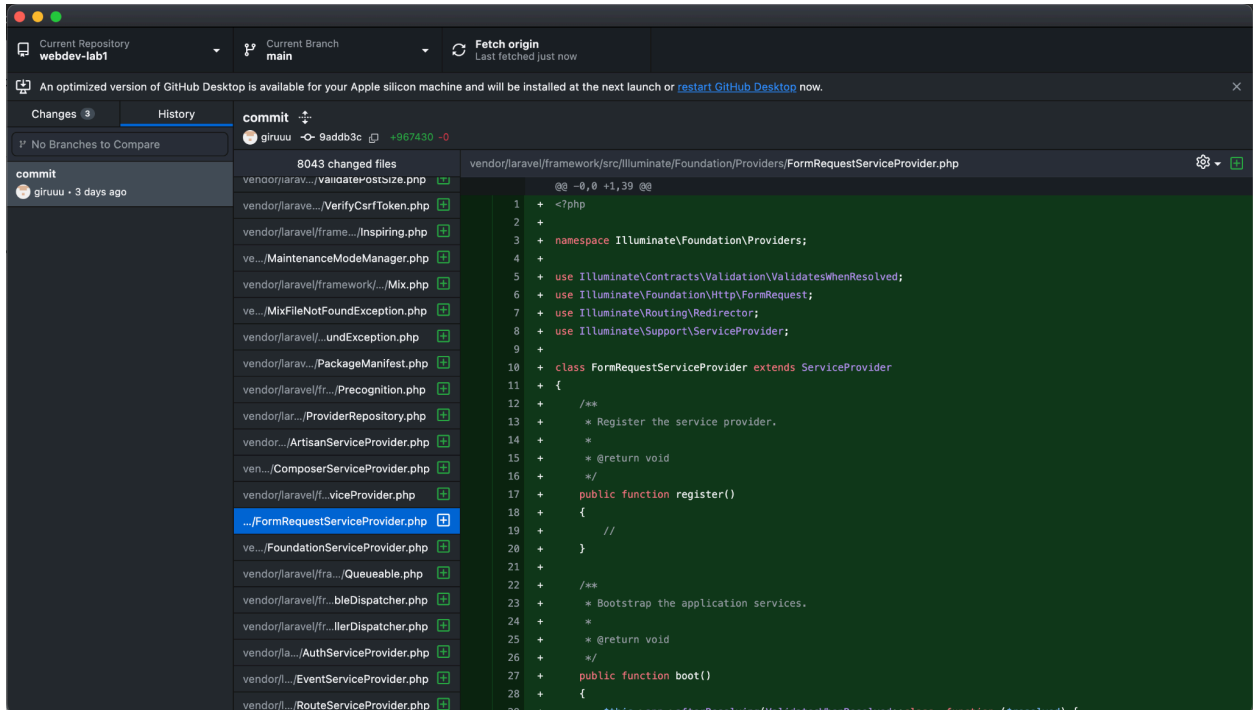 Current Repository
webdev-lab1
Current Branch
main
Fetch origin
Last fetched just now
An optimized version of GitHub Desktop is available for your Apple silicon machine and will be installed at the next launch or restart GitHub Desktop now.
Changes 3
History
No Branches to Compare
commit
giruuu • 3 days ago
commit
giruuu 9addb3c +967430 -0
8043 changed files
vendor/larav.../ValidatePostSize.php
vendor/larave.../VerifyCsrfToken.php
vendor/laravel/frame.../Inspiring.php
ve.../MaintenanceModeManager.php
vendor/laravel/framework/.../Mix.php
ve.../MixFileNotFoundException.php
vendor/laravel/...undException.php
vendor/larav.../PackageManifest.php
vendor/laravel/fr.../Precognition.php
vendor/lar.../ProviderRepository.php
vendor.../ArtisanServiceProvider.php
ven.../ComposerServiceProvider.php
vendor/laravel/f...viceProvider.php
.../FormRequestServiceProvider.php
ve.../FoundationServiceProvider.php
vendor/laravel/fra.../Queueable.php
vendor/laravel/fr...bleDispatcher.php
vendor/laravel/fr...llerDispatcher.php
vendor/la.../AuthServiceProvider.php
vendor/l.../EventServiceProvider.php
vendor/l.../RouteServiceProvider.php
vendor/laravel/framework/src/Illuminate/Foundation/Providers/FormRequestServiceProvider.php
@@ -0,0 +1,39 @@
1 + <?php
2 +
3 + namespace Illuminate\Foundation\Providers;
4 +
5 + use Illuminate\Contracts\Validation\ValidatesWhenResolved;
6 + use Illuminate\Foundation\Http\FormRequest;
7 + use Illuminate\Routing\Redirector;
8 + use Illuminate\Support\ServiceProvider;
9 +
10 + class FormRequestServiceProvider extends ServiceProvider
11 + {
12 + /**
13 + * Register the service provider.
14 + *
15 + * @return void
16 + */
17 + public function register()
18 + {
19 + //
20 + }
21 +
22 + /**
23 + * Bootstrap the application services.
24 + *
25 + * @return void
26 + */
27 + public function boot()
28 + {